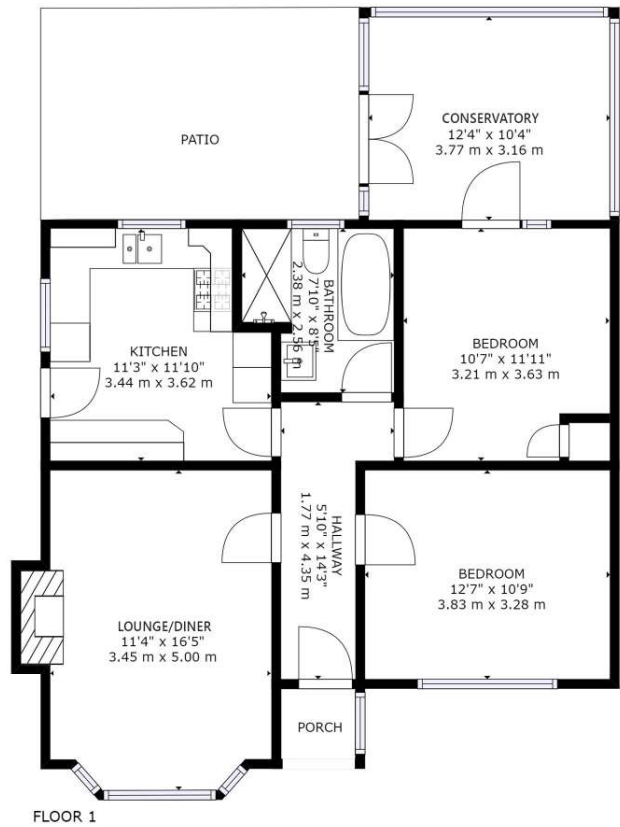 PATIO
CONSERVATORY
12'4" x 10'4"
3.77 m x 3.16 m
KITCHEN
11'3" x 11'10"
3.44 m x 3.62 m
BATHROOM
7'10" x 8'5"
2.38 m x 2.56 m
BEDROOM
10'7" x 11'11"
3.21 m x 3.63 m
HALLWAY
5'10" x 14'3"
1.77 m x 4.35 m
LOUNGE/DINER
11'4" x 16'5"
3.45 m x 5.00 m
BEDROOM
12'7" x 10'9"
3.83 m x 3.28 m
PORCH
FLOOR 1